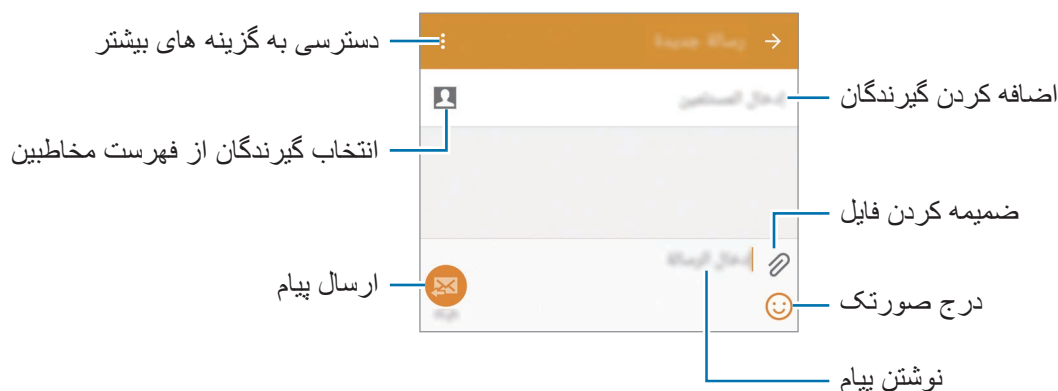 دسترسی به گزینه های بیشتر
اضافه کردن گیرندگان
انتخاب گیرندگان از فهرست مخاطبین
ضمیمه کردن فایل
ارسال پیام
درج صورتک
نوشتن پیام